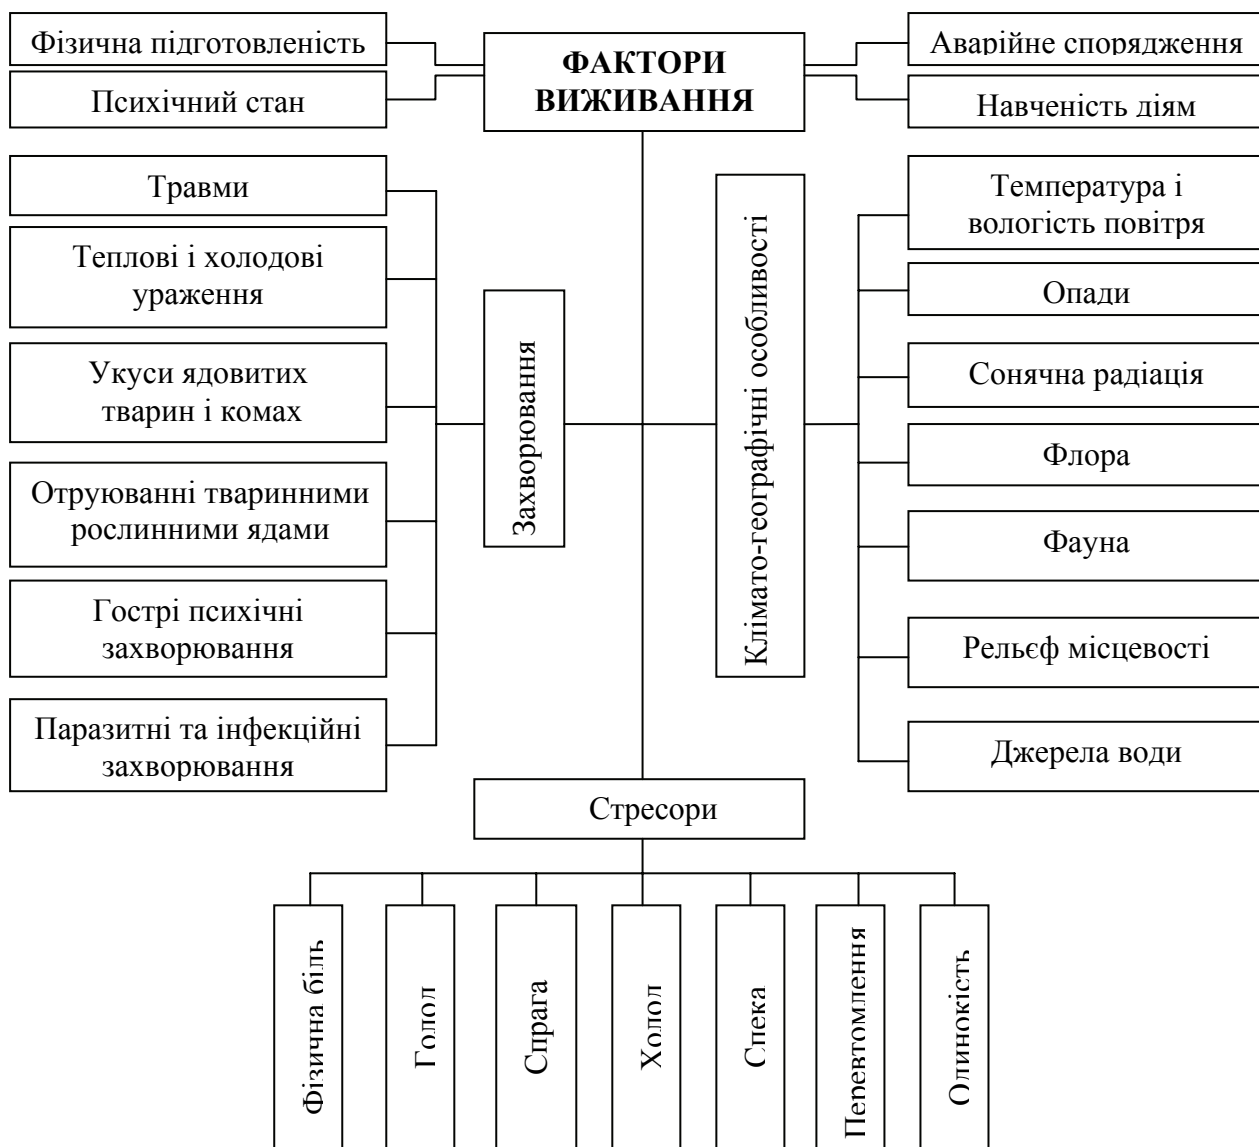 Фізична підготовленість
Психічний стан
ФАКТОРИ
ВИЖИВАННЯ
Аварійне спорядження
Навченість діям
Травми
Теплові і холодові
ураження
Укуси ядовитих
тварин і комах
Отруюванні тваринними
рослинними ядами
Гострі психічні
захворювання
Паразитні та інфекційні
захворювання
Захворювання
Клімато-географічні особливості
Температура і
вологість повітря
Опади
Сонячна радіація
Флора
Фауна
Рельєф місцевості
Джерела води
Стресори
Фізична біль
Голод
Спрага
Холод
Спека
Перевтомлення
Одинокість